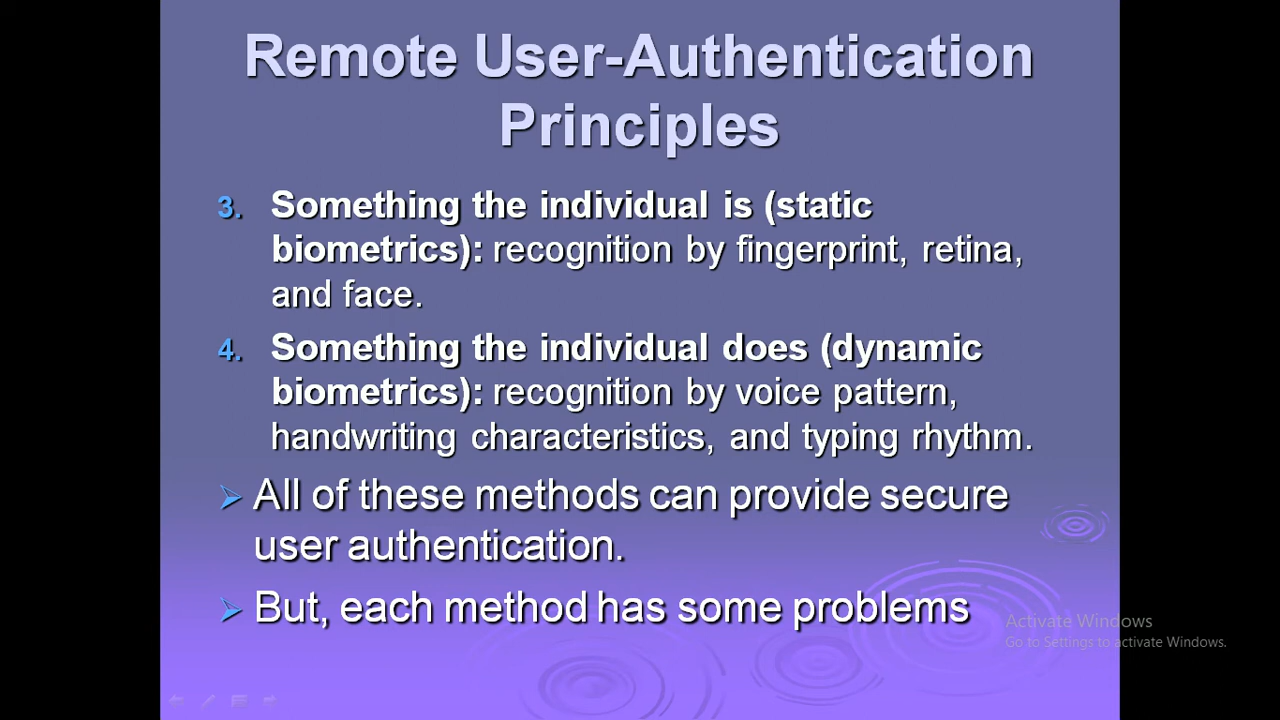 Remote User-Authentication
Principles
3. Something the individual is (static
biometrics): recognition by fingerprint, retina,
and face.
4. Something the individual does (dynamic
biometrics): recognition by voice pattern,
handwriting characteristics, and typing rhythm.
All of these methods can provide secure
user authentication.
But, each method has some problems
Activate Windows
Go to Settings to activate Windows.